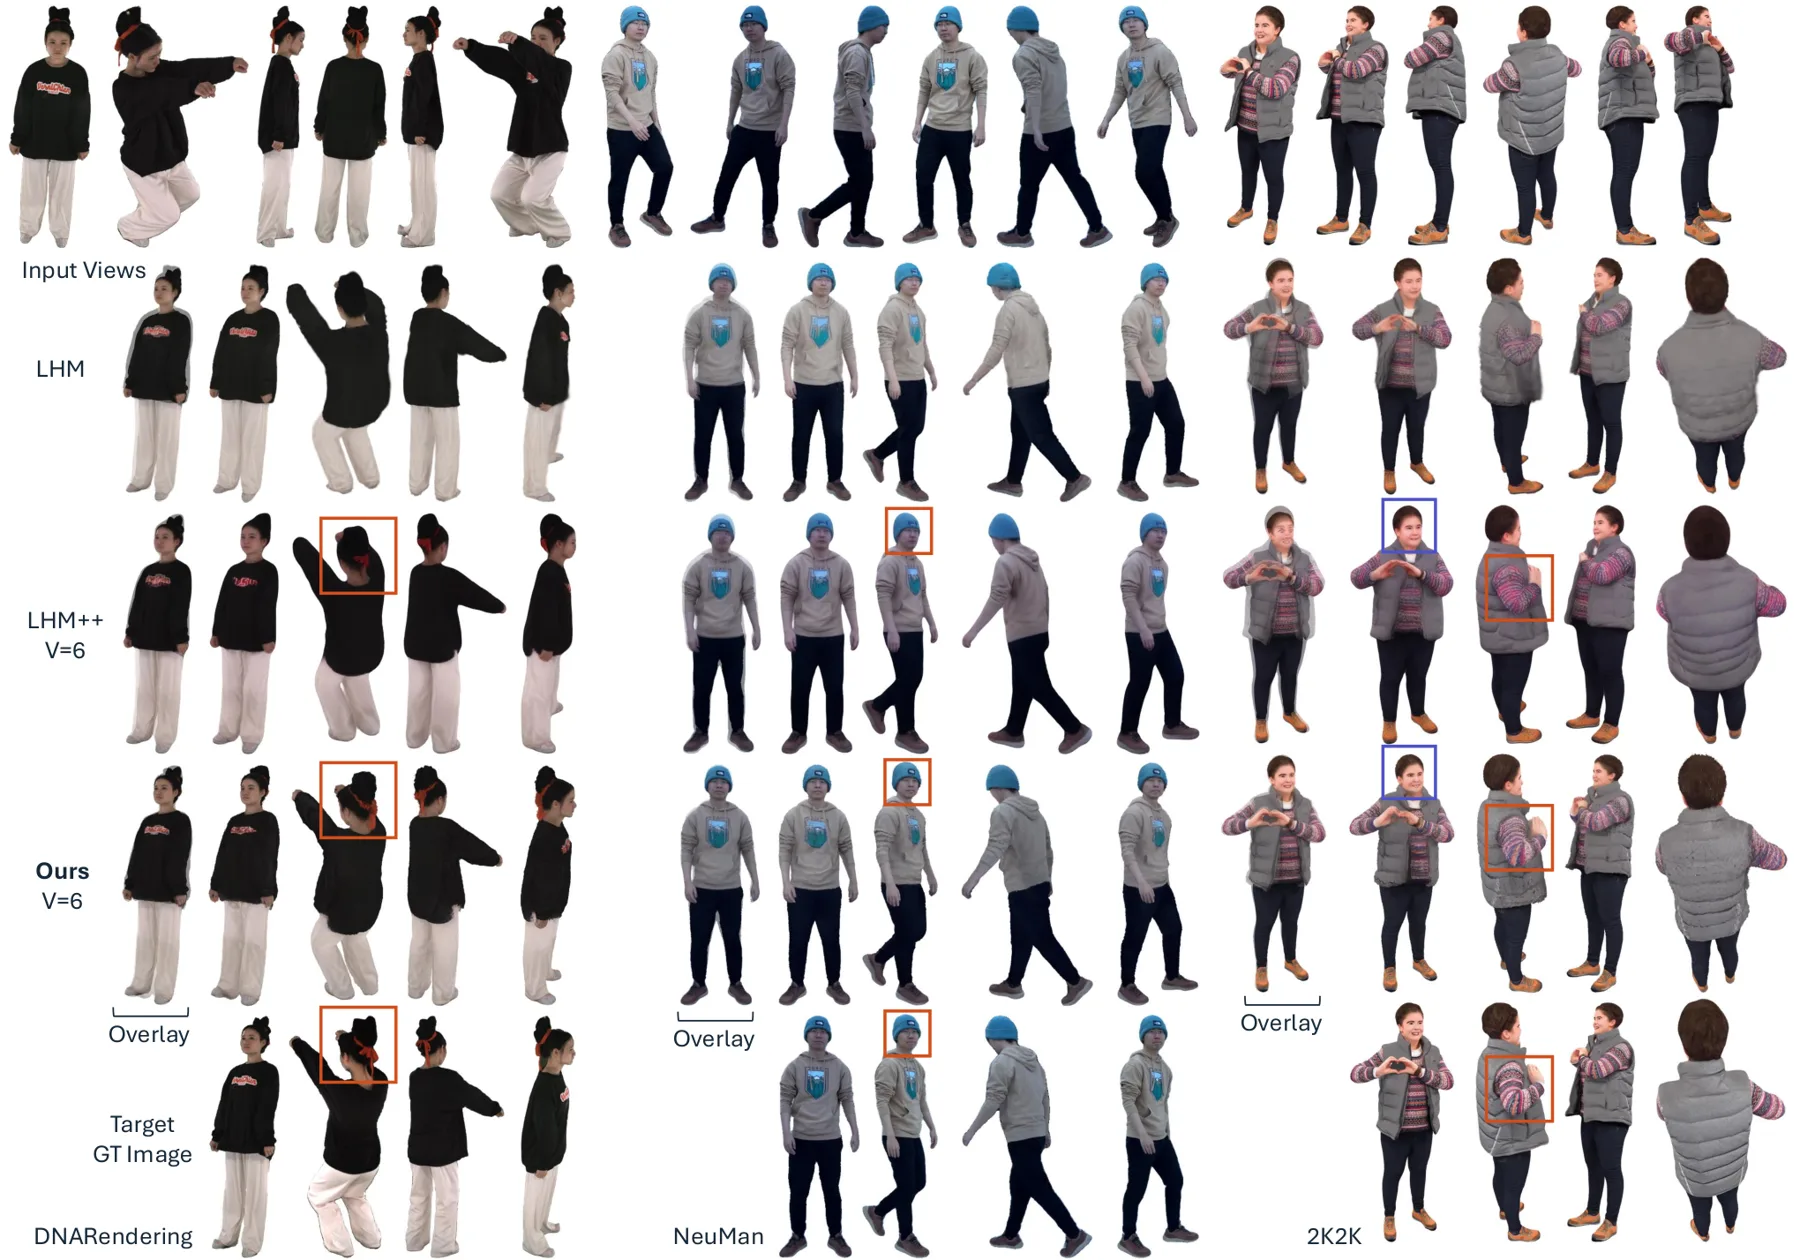 Input Views
LHM
LHM++
V=6
Ours
V=6
Overlay
Overlay
Overlay
Target
GT Image
DNARendering
NeuMan
2K2K